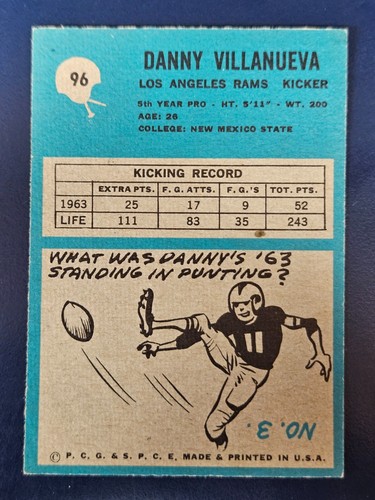 96
DANNY VILLANUEVA
LOS ANGELES RAMS KICKER
5th YEAR PRO - HT. 5'11" - WT. 200
AGE: 26
COLLEGE: NEW MEXICO STATE
KICKING RECORD
EXTRA PTS. F. G. ATTS. F. G.'S TOT. PTS.
1963 25 17 9 52
LIFE 111 83 35 243
WHAT WAS DANNY'S '63
STANDING IN PUNTING?
11
NO. 3.
© P. C. G. & S. P. C. E. MADE & PRINTED IN U.S.A.